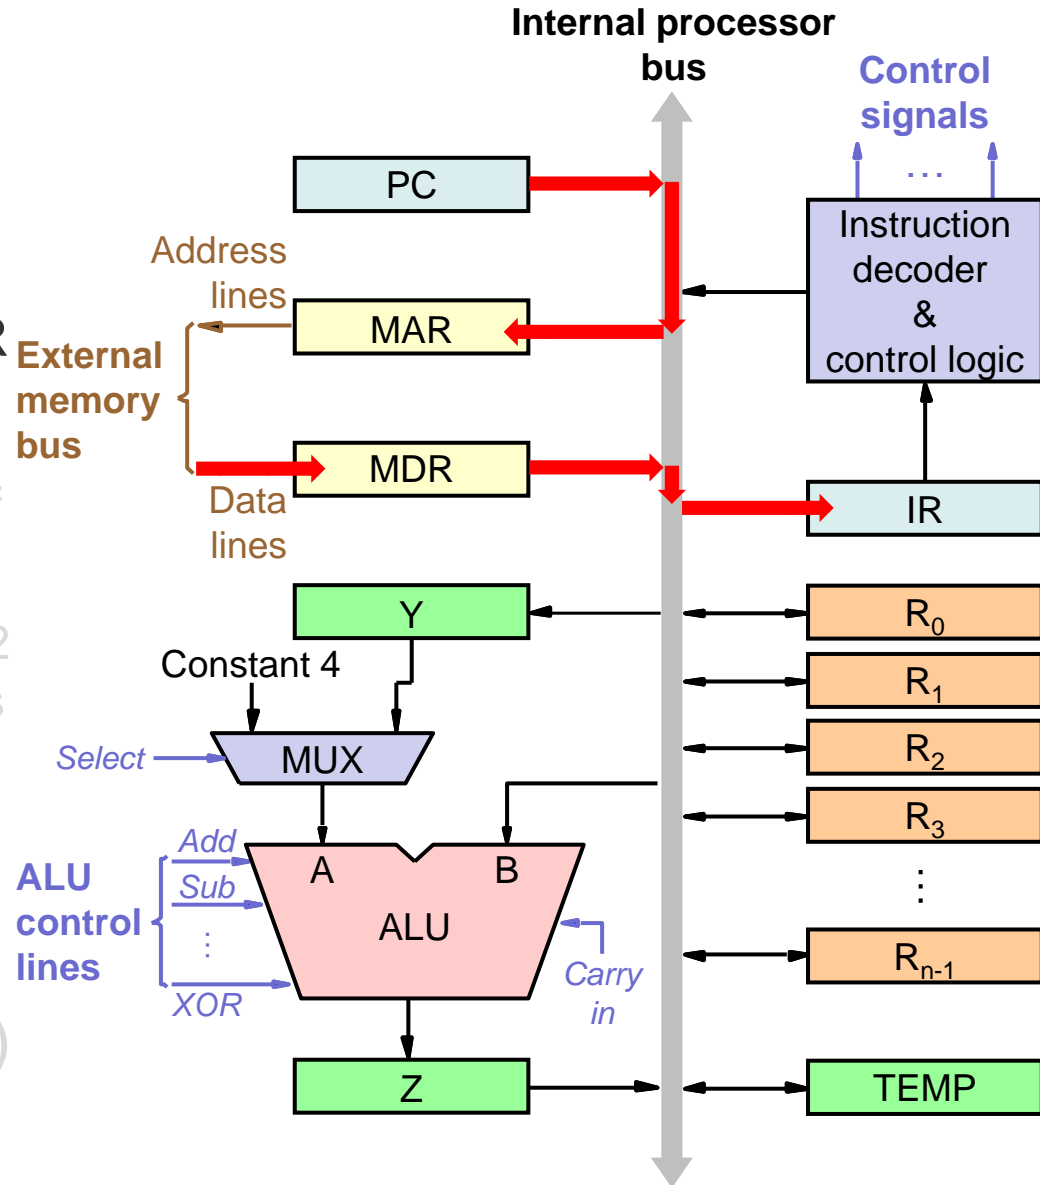 Internal processor
bus
Control
signals
...
PC
Instruction
decoder
&
control logic
Address
lines
MAR
R
External
memory
bus
MDR
Data
lines
IR
Y
R0
2
s
Constant 4
R1
Select
MUX
R2
R3
Add
A
B
ALU
control
lines
Sub
⋮
⋮
ALU
XOR
Carry
in
Rn-1
)
Z
TEMP